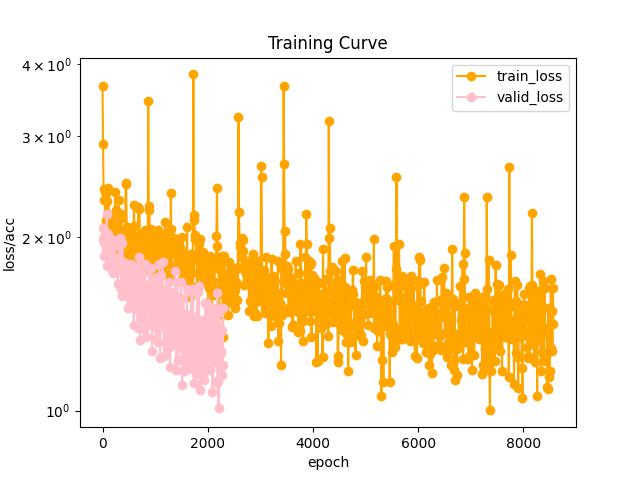 Training Curve
4 × 10⁰
3 × 10⁰
2 × 10⁰
10⁰
loss/acc
train_loss
valid_loss
0 2000 4000 6000 8000
epoch